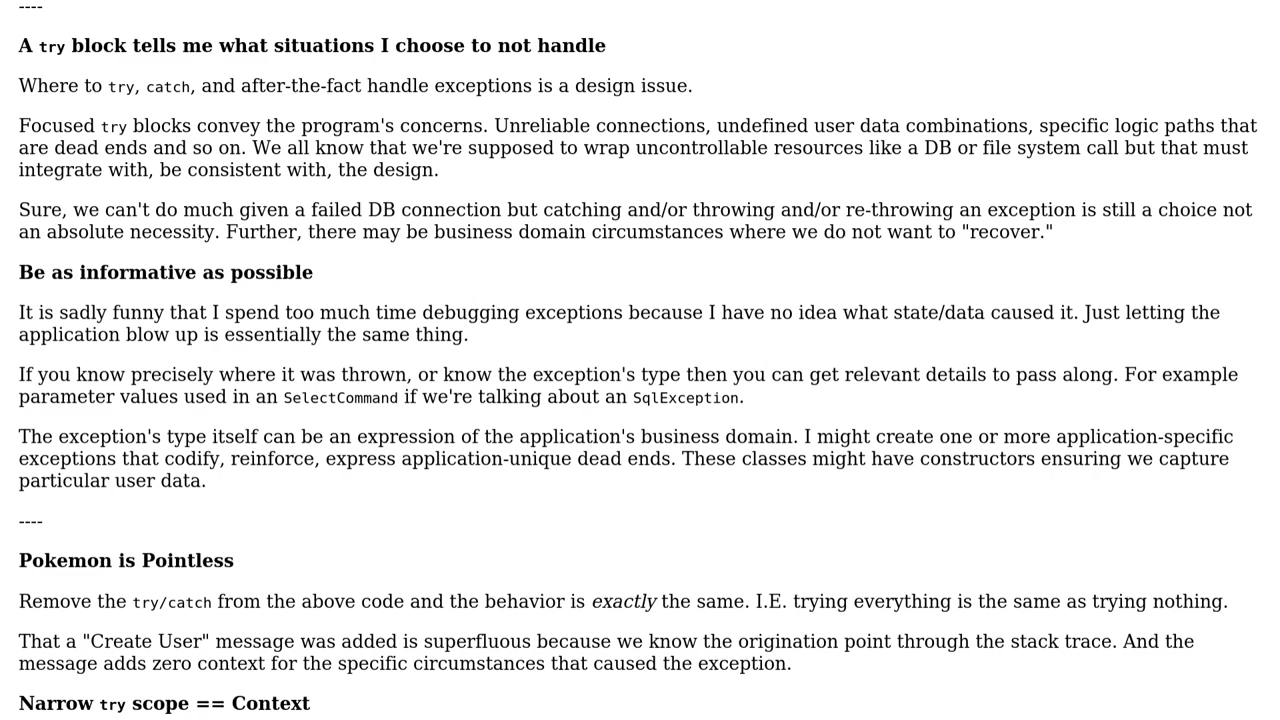 ----
A try block tells me what situations I choose to not handle
Where to try, catch, and after-the-fact handle exceptions is a design issue.
Focused try blocks convey the program's concerns. Unreliable connections, undefined user data combinations, specific logic paths that
are dead ends and so on. We all know that we're supposed to wrap uncontrollable resources like a DB or file system call but that must
integrate with, be consistent with, the design.
Sure, we can't do much given a failed DB connection but catching and/or throwing and/or re-throwing an exception is still a choice not
an absolute necessity. Further, there may be business domain circumstances where we do not want to "recover."
Be as informative as possible
It is sadly funny that I spend too much time debugging exceptions because I have no idea what state/data caused it. Just letting the
application blow up is essentially the same thing.
If you know precisely where it was thrown, or know the exception's type then you can get relevant details to pass along. For example
parameter values used in an SelectCommand if we're talking about an SqlException.
The exception's type itself can be an expression of the application's business domain. I might create one or more application-specific
exceptions that codify, reinforce, express application-unique dead ends. These classes might have constructors ensuring we capture
particular user data.
----
Pokemon is Pointless
Remove the try/catch from the above code and the behavior is exactly the same. I.E. trying everything is the same as trying nothing.
That a "Create User" message was added is superfluous because we know the origination point through the stack trace. And the
message adds zero context for the specific circumstances that caused the exception.
Narrow try scope == Context